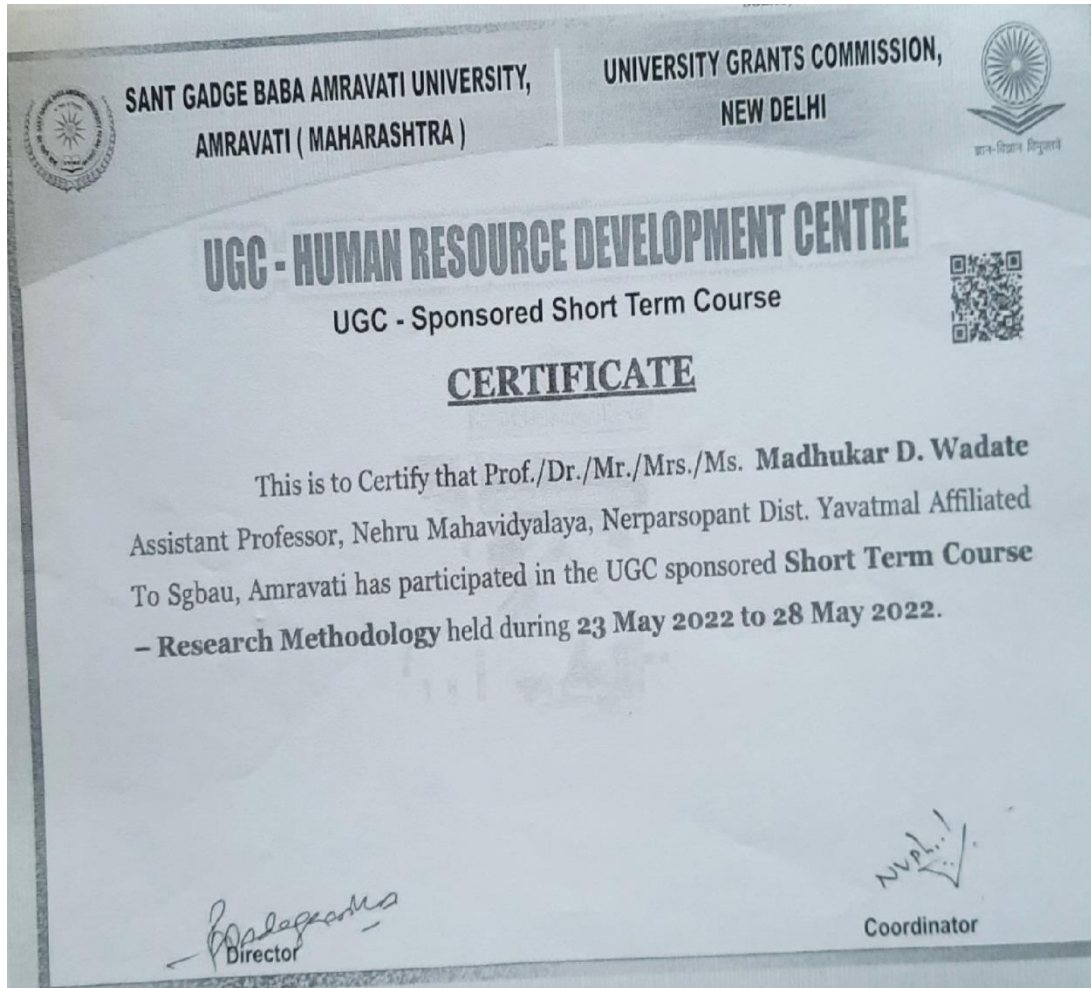 SANT GADGE BABA AMRAVATI UNIVERSITY,
AMRAVATI ( MAHARASHTRA )
UNIVERSITY GRANTS COMMISSION,
NEW DELHI
ज्ञान-विज्ञान विमुक्तये
UGC - HUMAN RESOURCE DEVELOPMENT CENTRE
UGC - Sponsored Short Term Course
CERTIFICATE
This is to Certify that Prof./Dr./Mr./Mrs./Ms. Madhukar D. Wadate
Assistant Professor, Nehru Mahavidyalaya, Nerparsopant Dist. Yavatmal Affiliated
To Sgbau, Amravati has participated in the UGC sponsored Short Term Course
– Research Methodology held during 23 May 2022 to 28 May 2022.
Director
Coordinator